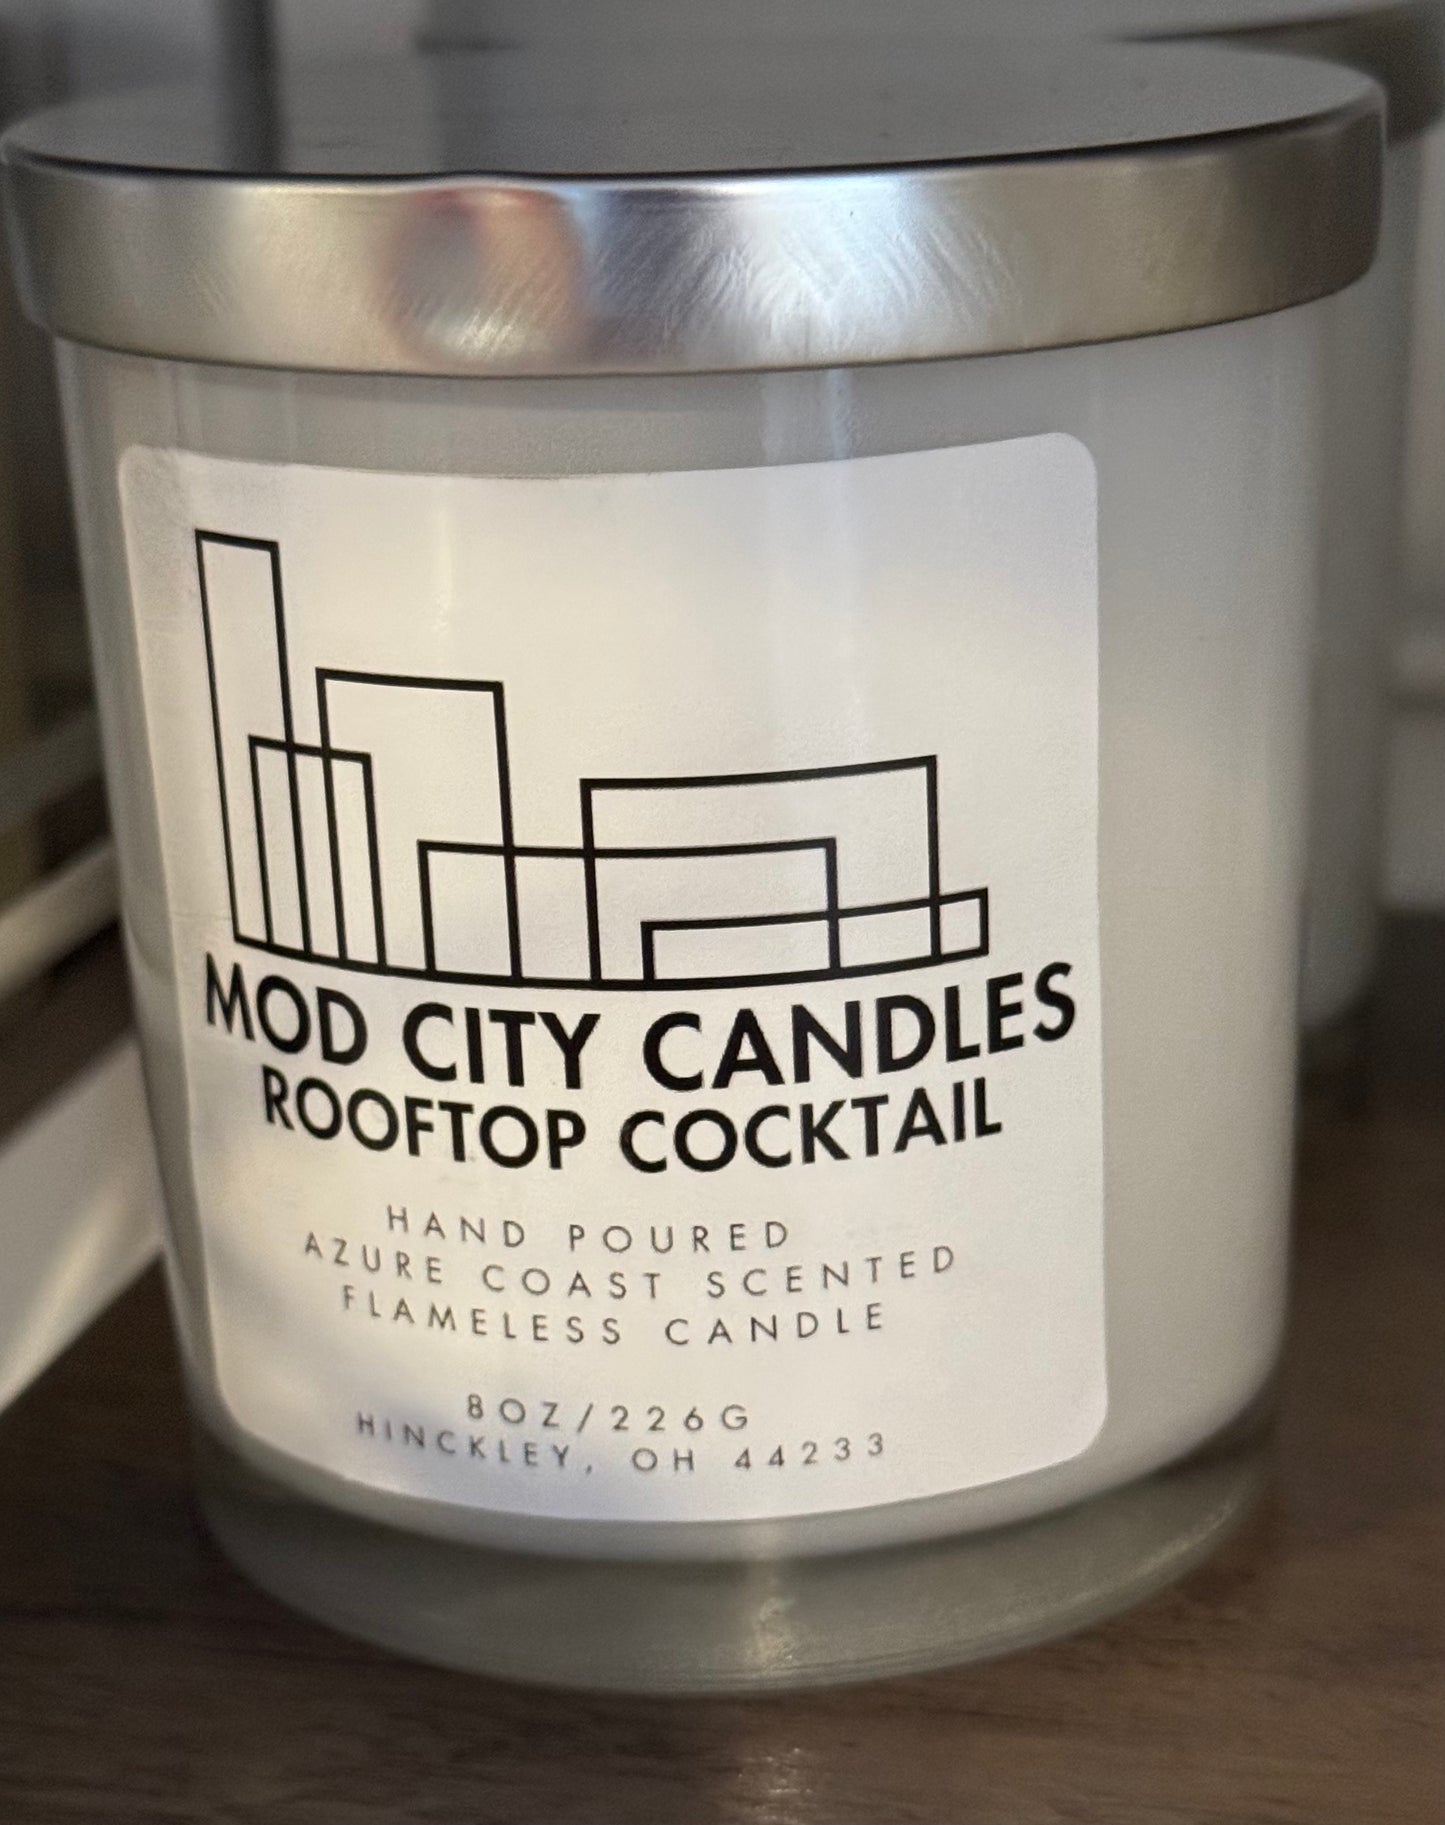 MOD CITY CANDLES
ROOFTOP COCKTAIL
HAND POURED
AZURE COAST SCENTED
FLAMELESS CANDLE
8OZ/226G
HINCKLEY, OH 44233